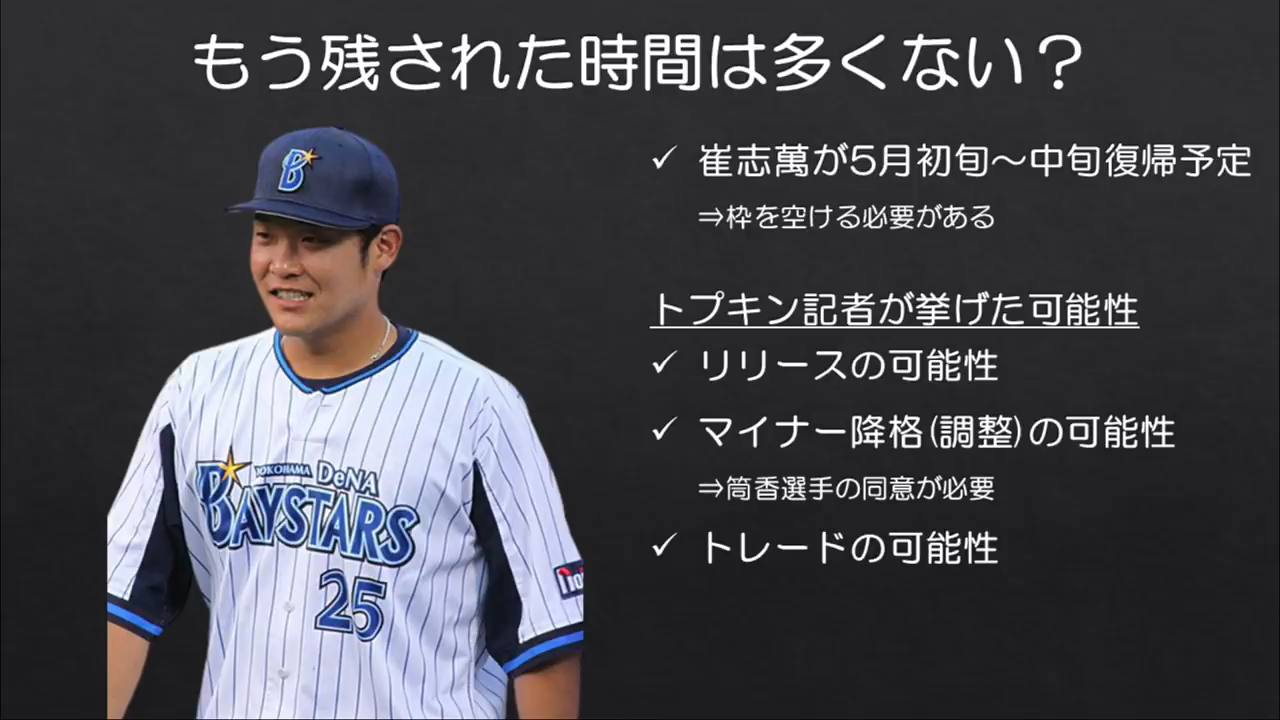 もう残された時間は多くない？
✓ 崔志萬が5月初旬～中旬復帰予定
⇒枠を空ける必要がある
トプキン記者が挙げた可能性
✓ リリースの可能性
✓ マイナー降格(調整)の可能性
⇒筒香選手の同意が必要
✓ トレードの可能性
B
YOKOHAMA DeNA
BAYSTARS
25